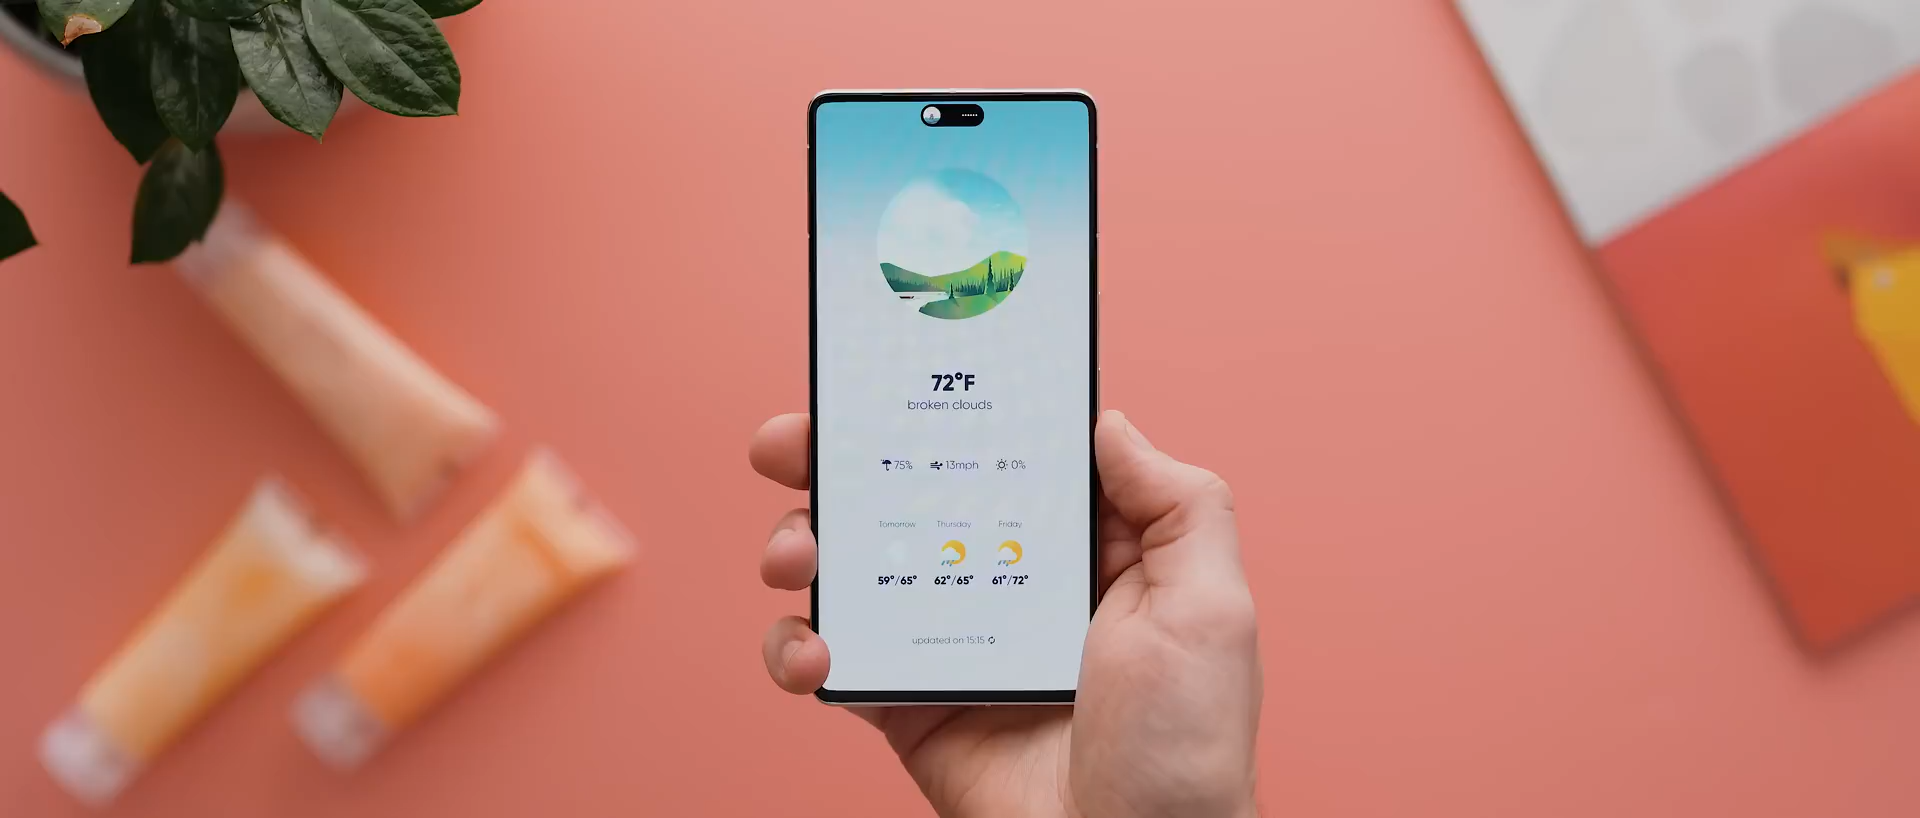 72°F
broken clouds
75% 13mph 0%
Tomorrow Thursday Friday
59°/65° 62°/65° 61°/72°
updated on 15:15